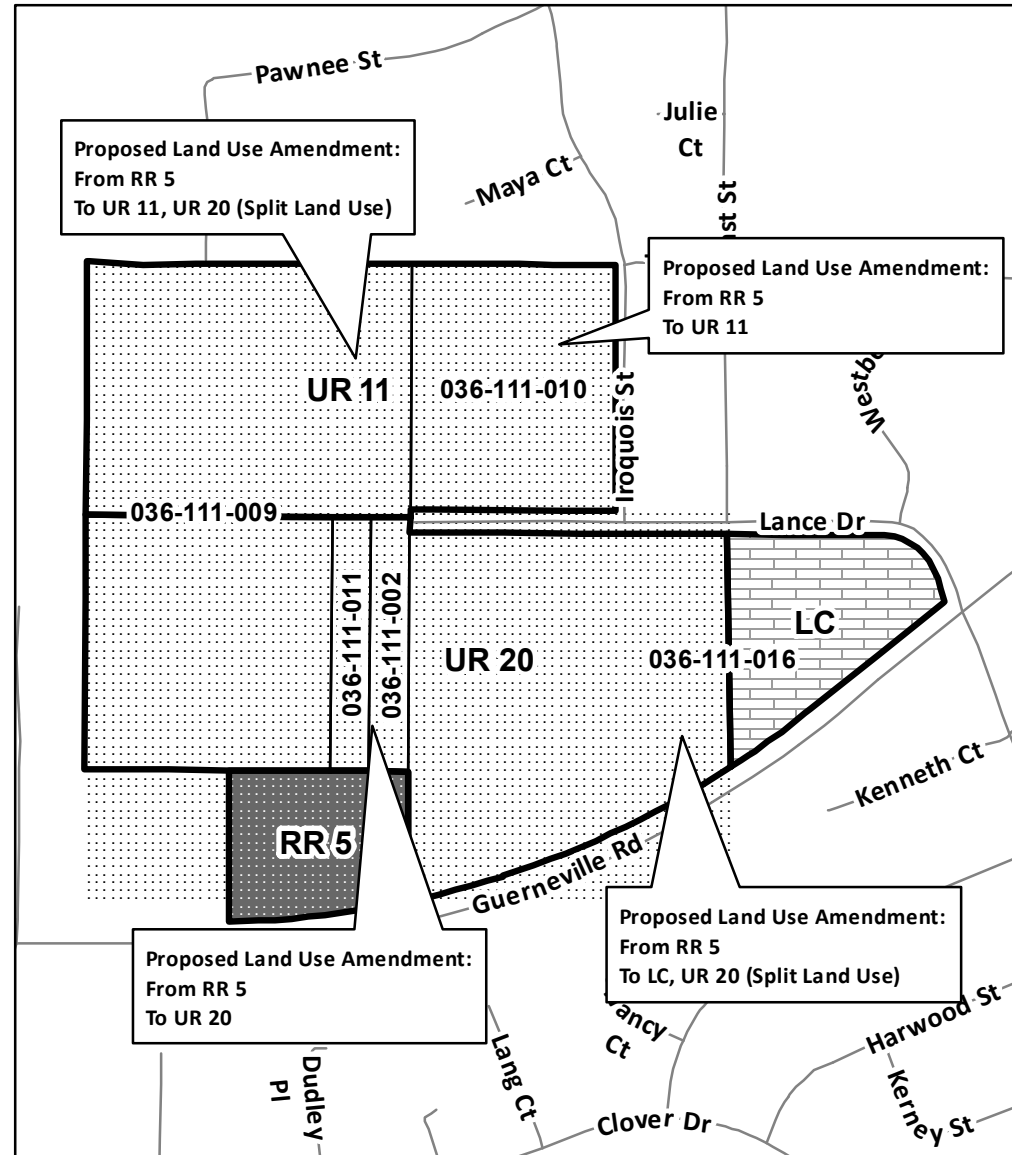 Pawnee St
Julie
Ct
Maya Ct
Proposed Land Use Amendment:
From RR 5
To UR 11, UR 20 (Split Land Use)
Proposed Land Use Amendment:
From RR 5
To UR 11
UR 11
036-111-010
Iroquois St
036-111-009
Lance Dr
036-111-011
036-111-002
UR 20
036-111-016
LC
Kenneth Ct
RR 5
Guerneville Rd
Proposed Land Use Amendment:
From RR 5
To LC, UR 20 (Split Land Use)
Proposed Land Use Amendment:
From RR 5
To UR 20
Ct
Harwood St
Kerney St
Lang Ct
Dudley
Pl
Clover Dr